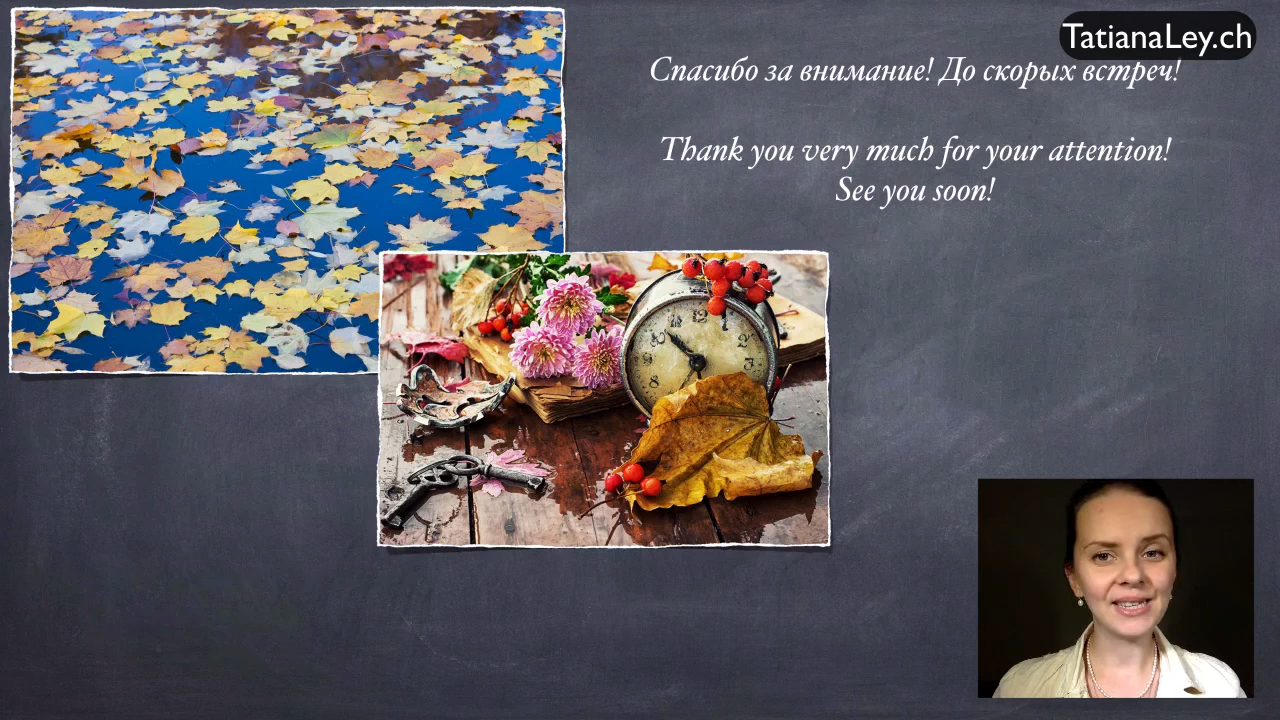 TatianaLey.ch
Спасибо за внимание! До скорых встреч!
Thank you very much for your attention!
See you soon!